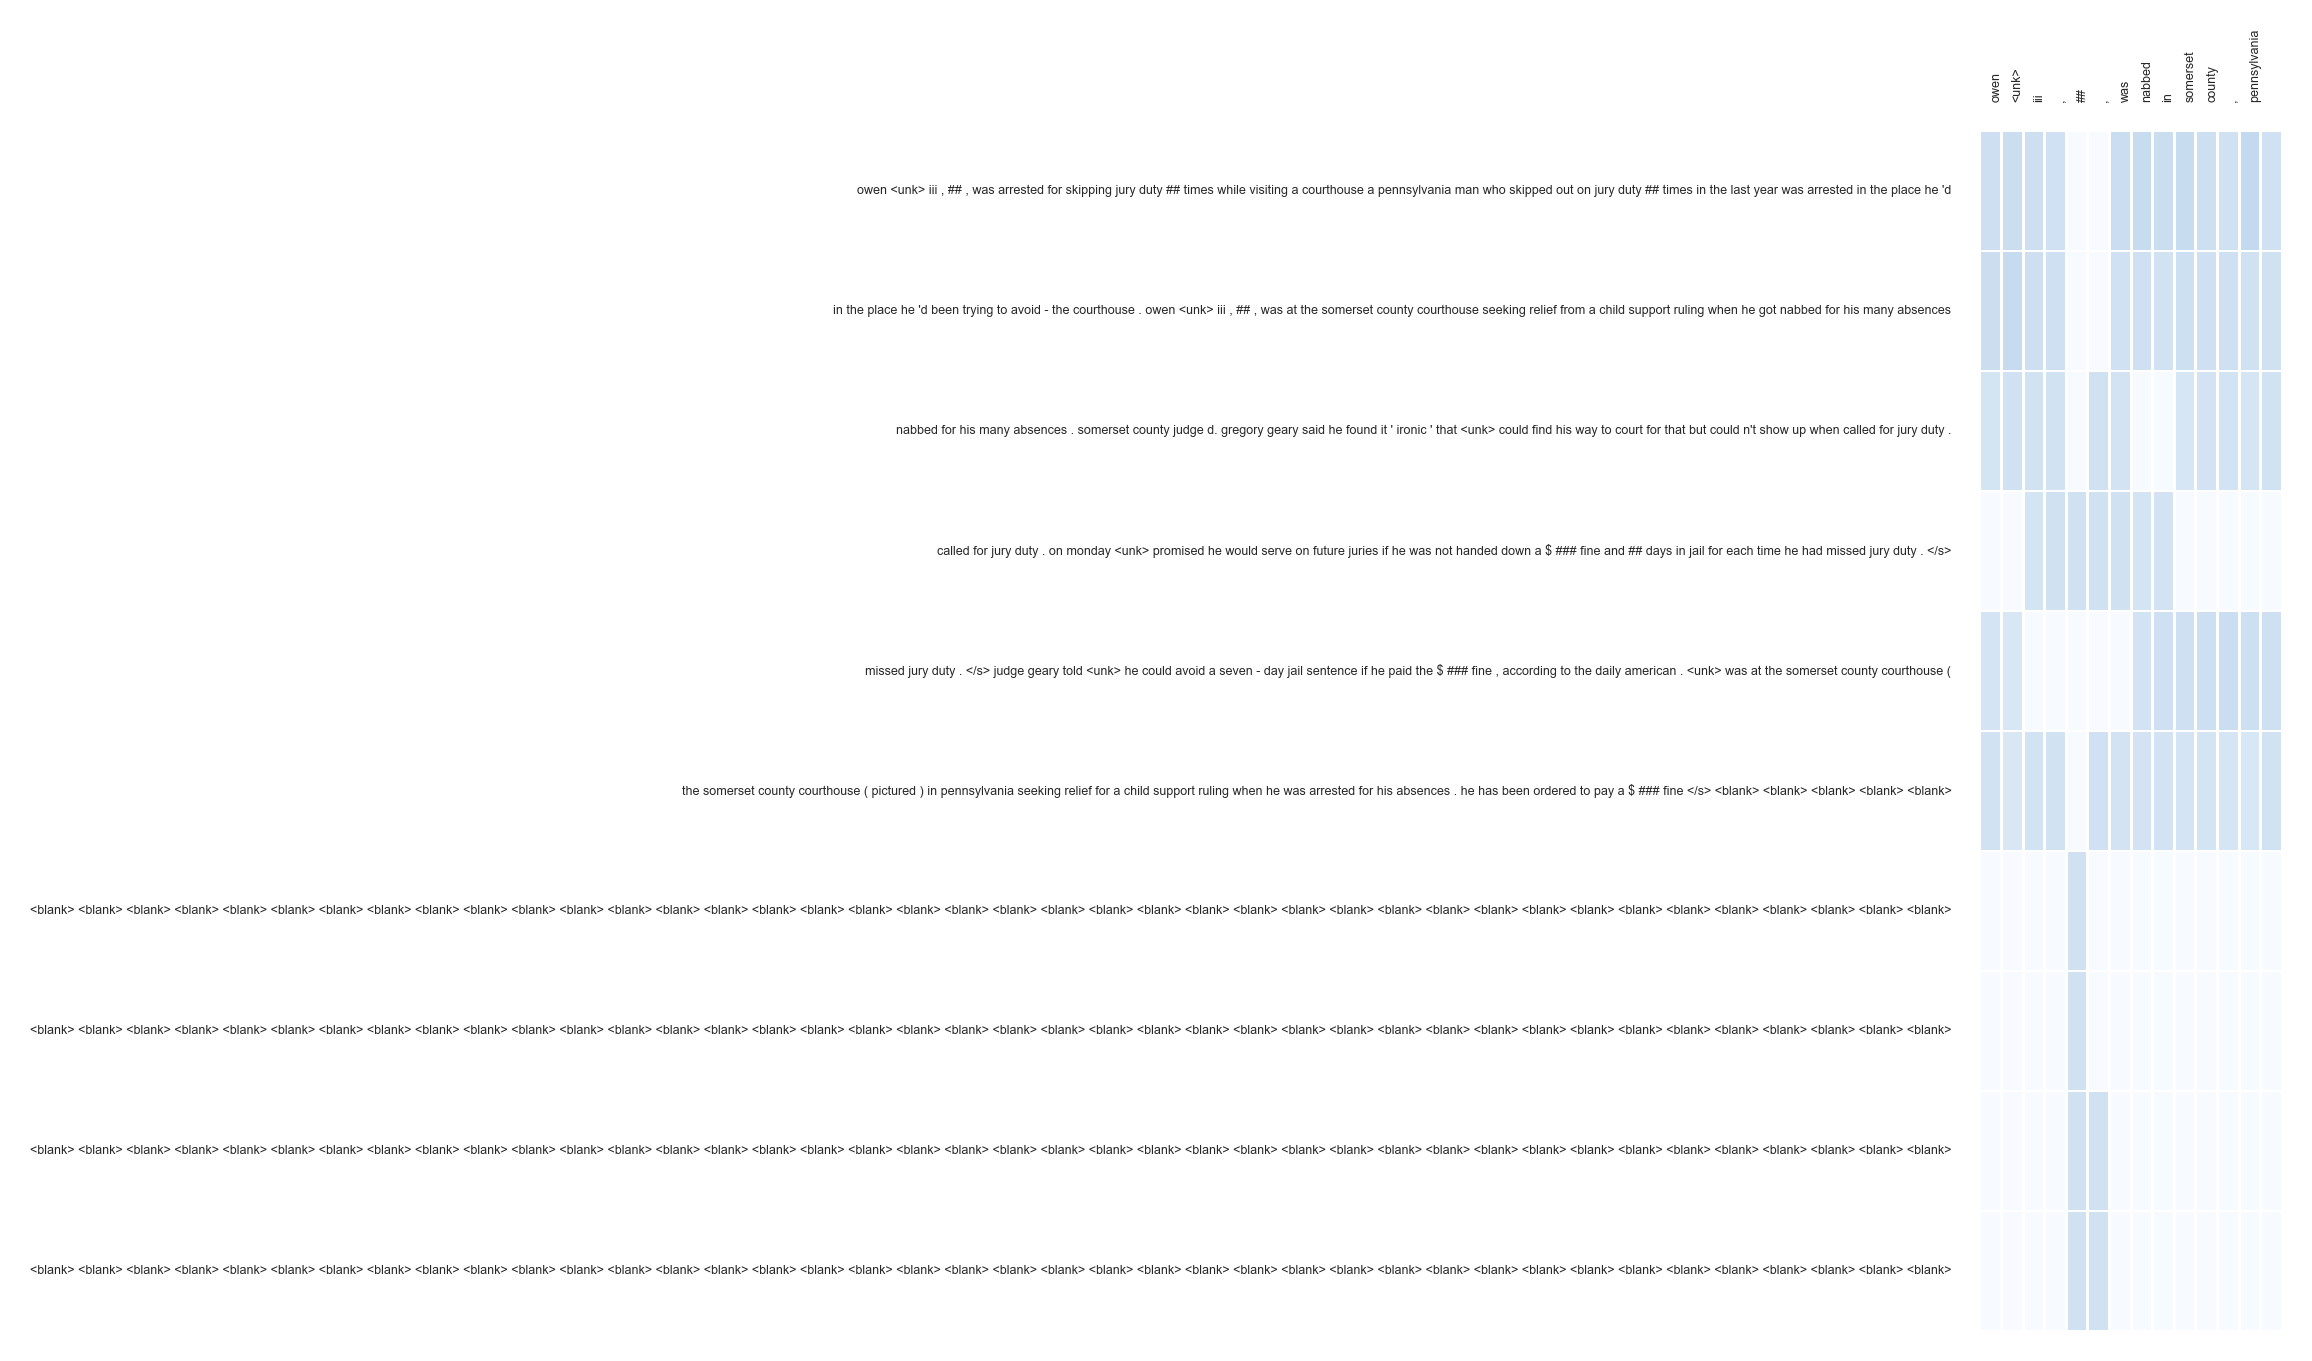 owen
<unk>
iii
,
##
,
was
nabbed
in
somerset
county
,
pennsylvania
owen <unk> iii , ## , was arrested for skipping jury duty ## times while visiting a courthouse a pennsylvania man who skipped out on jury duty ## times in the last year was arrested in the place he 'd
in the place he 'd been trying to avoid - the courthouse . owen <unk> iii , ## , was at the somerset county courthouse seeking relief from a child support ruling when he got nabbed for his many absences
nabbed for his many absences . somerset county judge d. gregory geary said he found it ' ironic ' that <unk> could find his way to court for that but could n't show up when called for jury duty .
called for jury duty . on monday <unk> promised he would serve on future juries if he was not handed down a $ ### fine and ## days in jail for each time he had missed jury duty . </s>
missed jury duty . </s> judge geary told <unk> he could avoid a seven - day jail sentence if he paid the $ ### fine , according to the daily american . <unk> was at the somerset county courthouse (
the somerset county courthouse ( pictured ) in pennsylvania seeking relief for a child support ruling when he was arrested for his absences . he has been ordered to pay a $ ### fine </s> <blank> <blank> <blank> <blank> <blank>
<blank> <blank> <blank> <blank> <blank> <blank> <blank> <blank> <blank> <blank> <blank> <blank> <blank> <blank> <blank> <blank> <blank> <blank> <blank> <blank> <blank> <blank> <blank> <blank> <blank> <blank> <blank> <blank> <blank> <blank> <blank> <blank> <blank> <blank> <blank> <blank> <blank> <blank> <blank> <blank>
<blank> <blank> <blank> <blank> <blank> <blank> <blank> <blank> <blank> <blank> <blank> <blank> <blank> <blank> <blank> <blank> <blank> <blank> <blank> <blank> <blank> <blank> <blank> <blank> <blank> <blank> <blank> <blank> <blank> <blank> <blank> <blank> <blank> <blank> <blank> <blank> <blank> <blank> <blank> <blank>
<blank> <blank> <blank> <blank> <blank> <blank> <blank> <blank> <blank> <blank> <blank> <blank> <blank> <blank> <blank> <blank> <blank> <blank> <blank> <blank> <blank> <blank> <blank> <blank> <blank> <blank> <blank> <blank> <blank> <blank> <blank> <blank> <blank> <blank> <blank> <blank> <blank> <blank> <blank> <blank>
<blank> <blank> <blank> <blank> <blank> <blank> <blank> <blank> <blank> <blank> <blank> <blank> <blank> <blank> <blank> <blank> <blank> <blank> <blank> <blank> <blank> <blank> <blank> <blank> <blank> <blank> <blank> <blank> <blank> <blank> <blank> <blank> <blank> <blank> <blank> <blank> <blank> <blank> <blank> <blank>